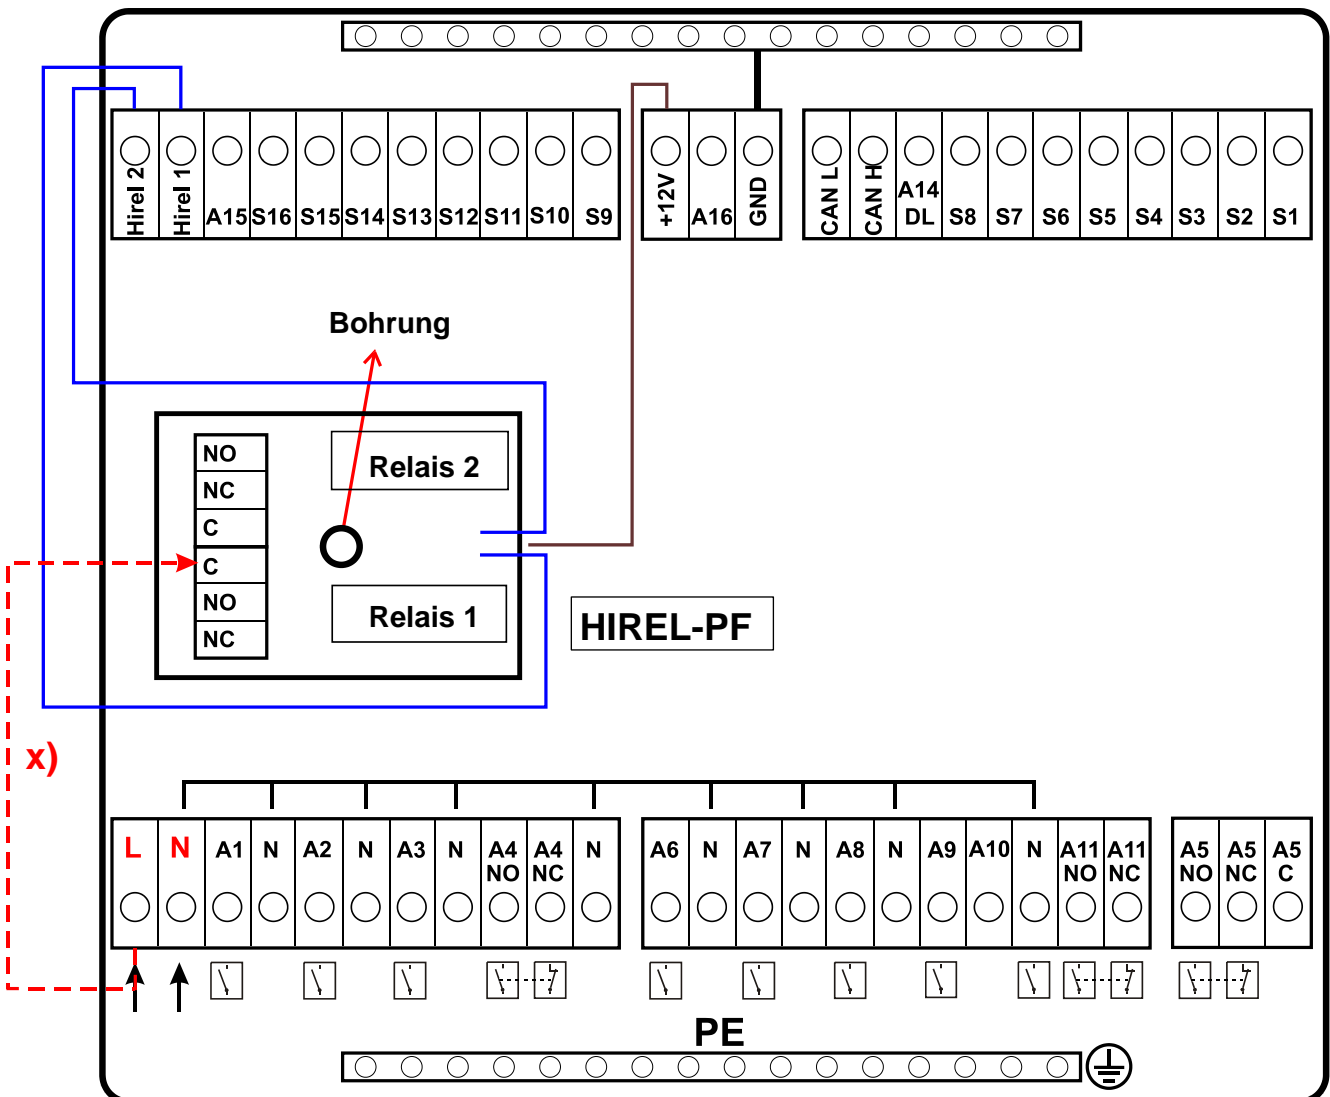 Hirel 2 Hirel 1 A15 S16 S15 S14 S13 S12 S11 S10 S9
+12V A16 GND
CAN L CAN H A14 DL S8 S7 S6 S5 S4 S3 S2 S1
Bohrung
NO
NC
C
C
NO
NC
Relais 2
Relais 1
HIREL-PF
x)
L N A1 N A2 N A3 N A4 NO A4 NC N
A6 N A7 N A8 N A9 A10 N A11 NO A11 NC
A5 NO A5 NC A5 C
PE